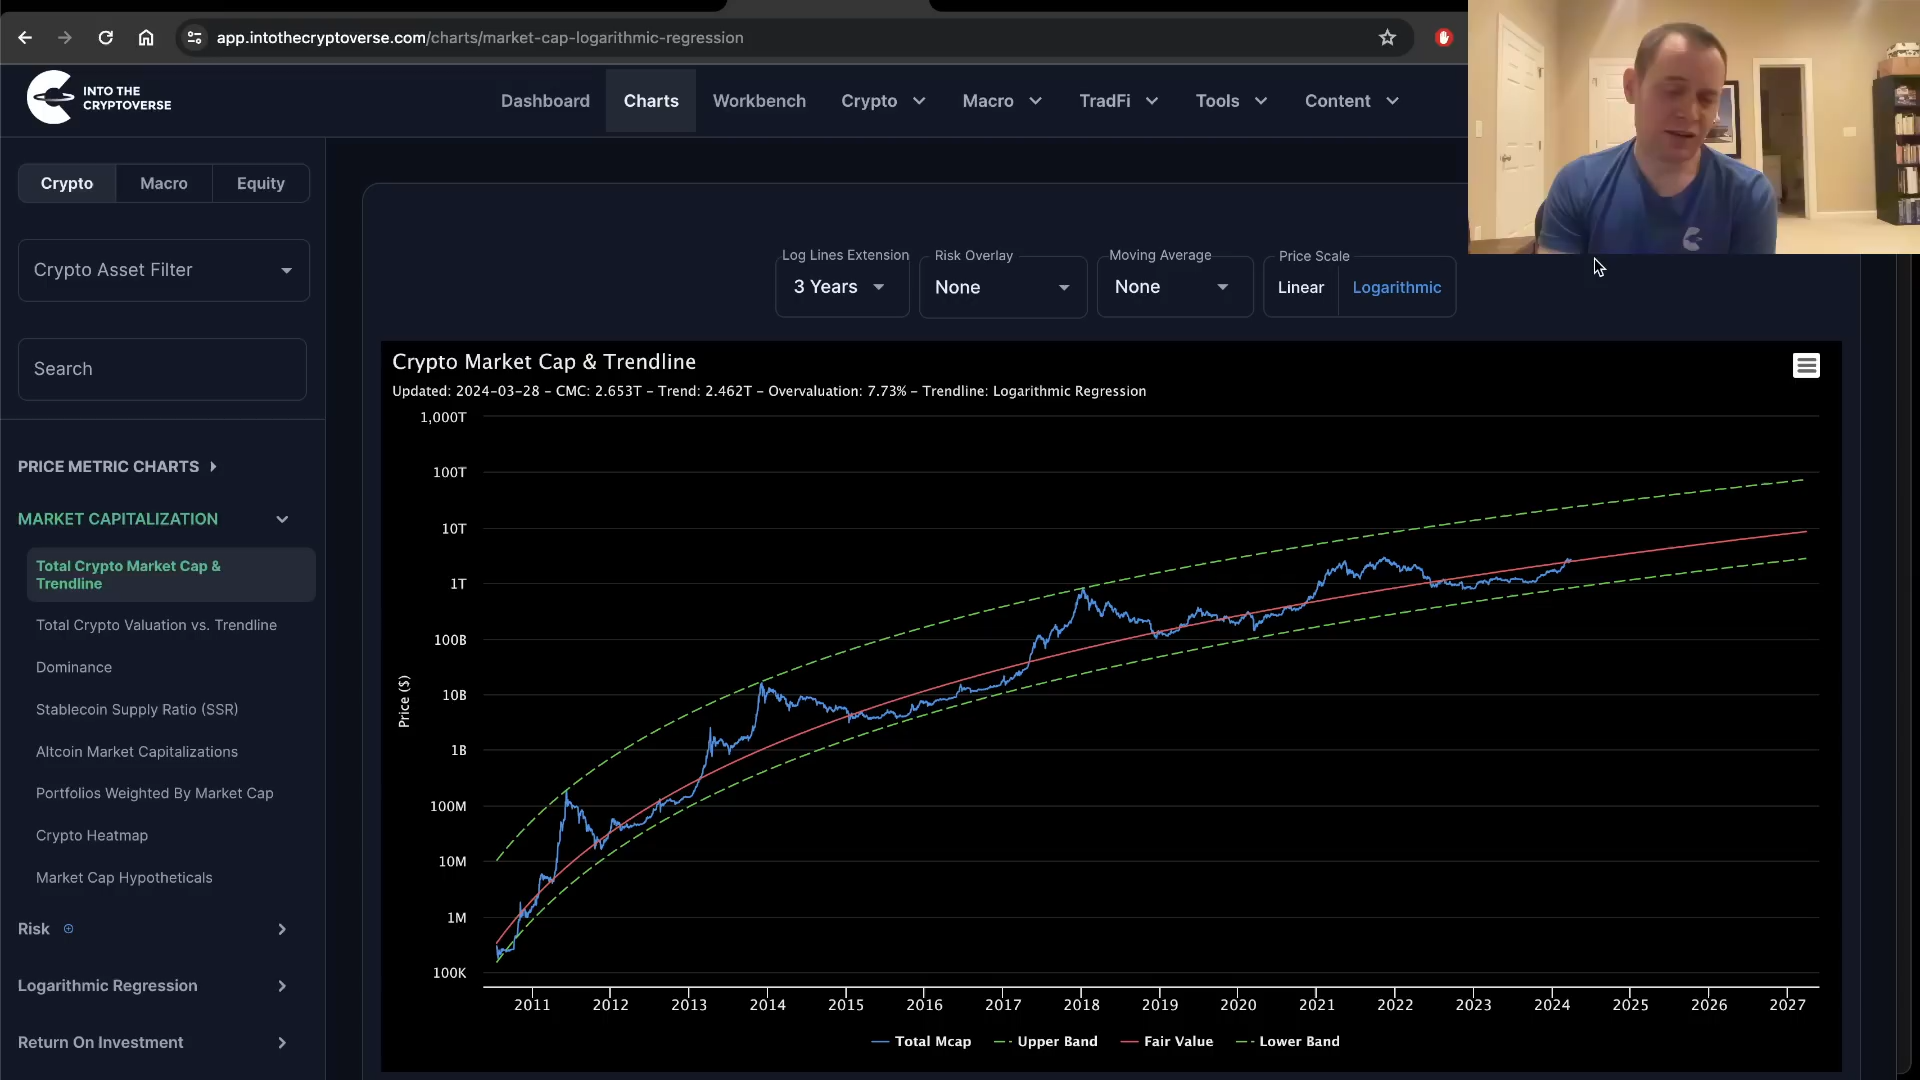 app.intothecryptoverse.com/charts/market-cap-logarithmic-regression
INTO THE
CRYPTOVERSE
Dashboard Charts Workbench Crypto Macro TradFi Tools Content
Crypto Macro Equity
Crypto Asset Filter
Search
PRICE METRIC CHARTS
MARKET CAPITALIZATION
Total Crypto Market Cap &
Trendline
Total Crypto Valuation vs. Trendline
Dominance
Stablecoin Supply Ratio (SSR)
Altcoin Market Capitalizations
Portfolios Weighted By Market Cap
Crypto Heatmap
Market Cap Hypotheticals
Risk
Logarithmic Regression
Return On Investment
Log Lines Extension Risk Overlay Moving Average Price Scale
3 Years None None Linear Logarithmic
Crypto Market Cap & Trendline
Updated: 2024-03-28 – CMC: 2.653T – Trend: 2.462T – Overvaluation: 7.73% – Trendline: Logarithmic Regression
1,000T
100T
10T
1T
100B
10B
1B
100M
10M
1M
100K
Price ($)
2011 2012 2013 2014 2015 2016 2017 2018 2019 2020 2021 2022 2023 2024 2025 2026 2027
Total Mcap Upper Band Fair Value Lower Band